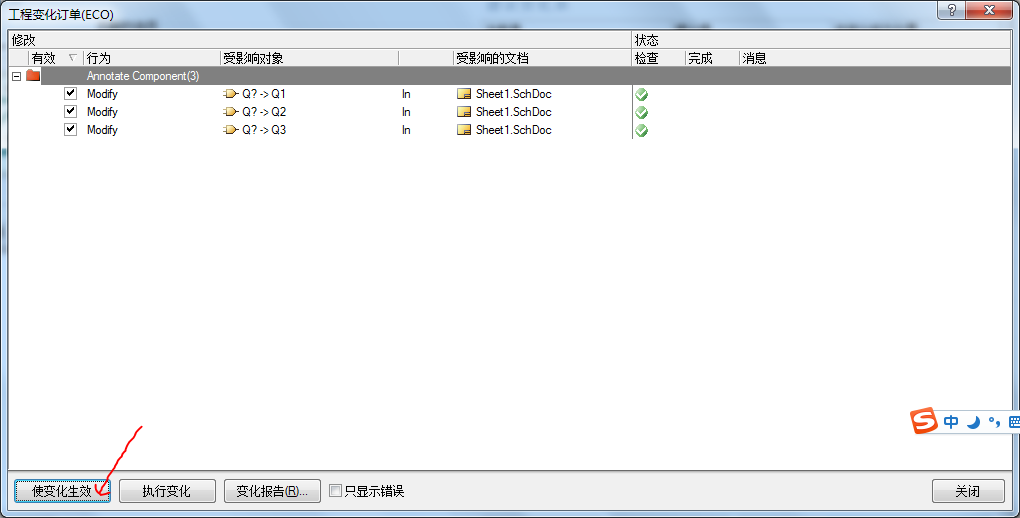 工程变化订单(ECO)
修改 状态
有效 行为 受影响对象 受影响的文档 检查 完成 消息
Annotate Component(3)
Modify Q? -> Q1 In Sheet1.SchDoc
Modify Q? -> Q2 In Sheet1.SchDoc
Modify Q? -> Q3 In Sheet1.SchDoc
S 中
使变化生效 执行变化 变化报告(R)... 只显示错误 关闭